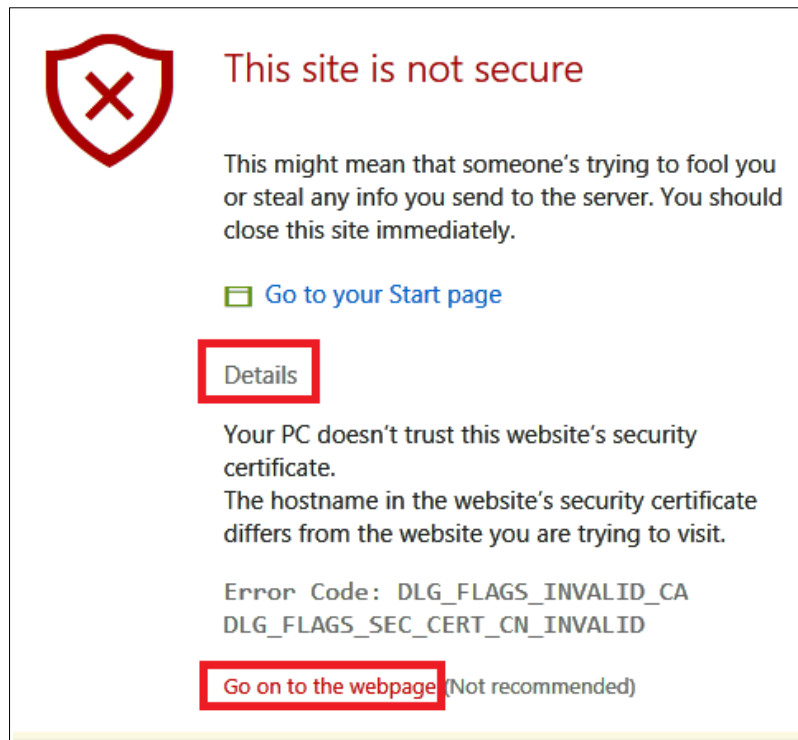 This site is not secure
This might mean that someone's trying to fool you
or steal any info you send to the server. You should
close this site immediately.
Go to your Start page
Details
Your PC doesn't trust this website's security
certificate.
The hostname in the website's security certificate
differs from the website you are trying to visit.
Error Code: DLG_FLAGS_INVALID_CA
DLG_FLAGS_SEC_CERT_CN_INVALID
Go on to the webpage (Not recommended)